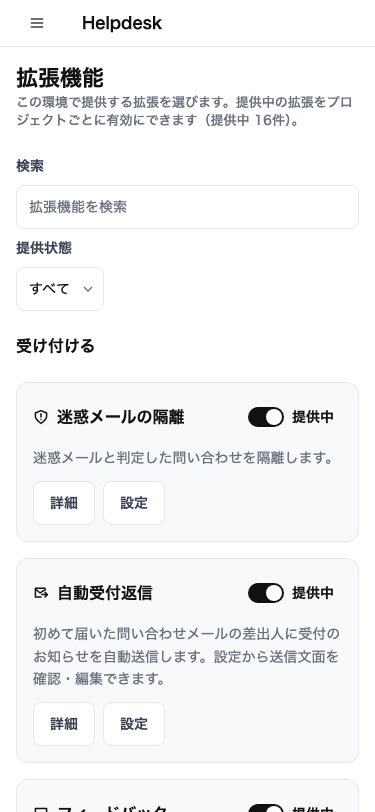 Helpdesk
拡張機能
この環境で提供する拡張を選びます。提供中の拡張をプロ
ジェクトごとに有効にできます（提供中 16件）。
検索
拡張機能を検索
提供状態
すべて
受け付ける
迷惑メールの隔離
提供中
迷惑メールと判定した問い合わせを隔離します。
詳細
設定
自動受付返信
提供中
初めて届いた問い合わせメールの差出人に受付の
お知らせを自動送信します。設定から送信文面を
確認・編集できます。
詳細
設定
フィードバック
提供中